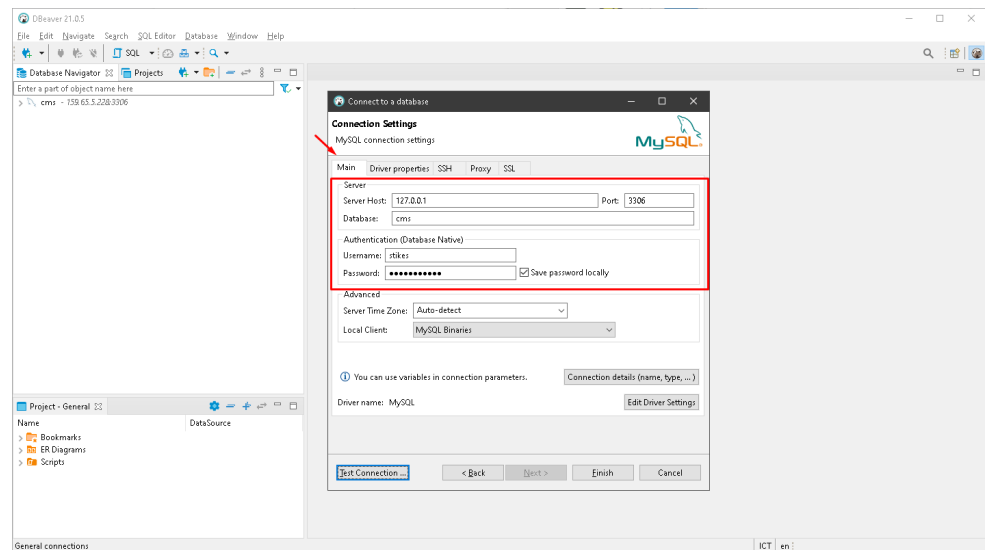 DBeaver 21.0.5
File Edit Navigate Search SQL Editor Database Window Help
SQL
Database Navigator Projects
Enter a part of object name here
cms - 159.65.5.228:3306
Connect to a database
Connection Settings
MySQL connection settings
MySQL
Main Driver properties SSH Proxy SSL
Server
Server Host: 127.0.0.1 Port: 3306
Database: cms
Authentication (Database Native)
Username: stikes
Password: ●●●●●●●●●●● Save password locally
Advanced
Server Time Zone: Auto-detect
Local Client: MySQL Binaries
You can use variables in connection parameters. Connection details (name, type, ... )
Driver name: MySQL Edit Driver Settings
Test Connection ... < Back Next > Finish Cancel
Project - General
Name DataSource
Bookmarks
ER Diagrams
Scripts
General connections ICT en